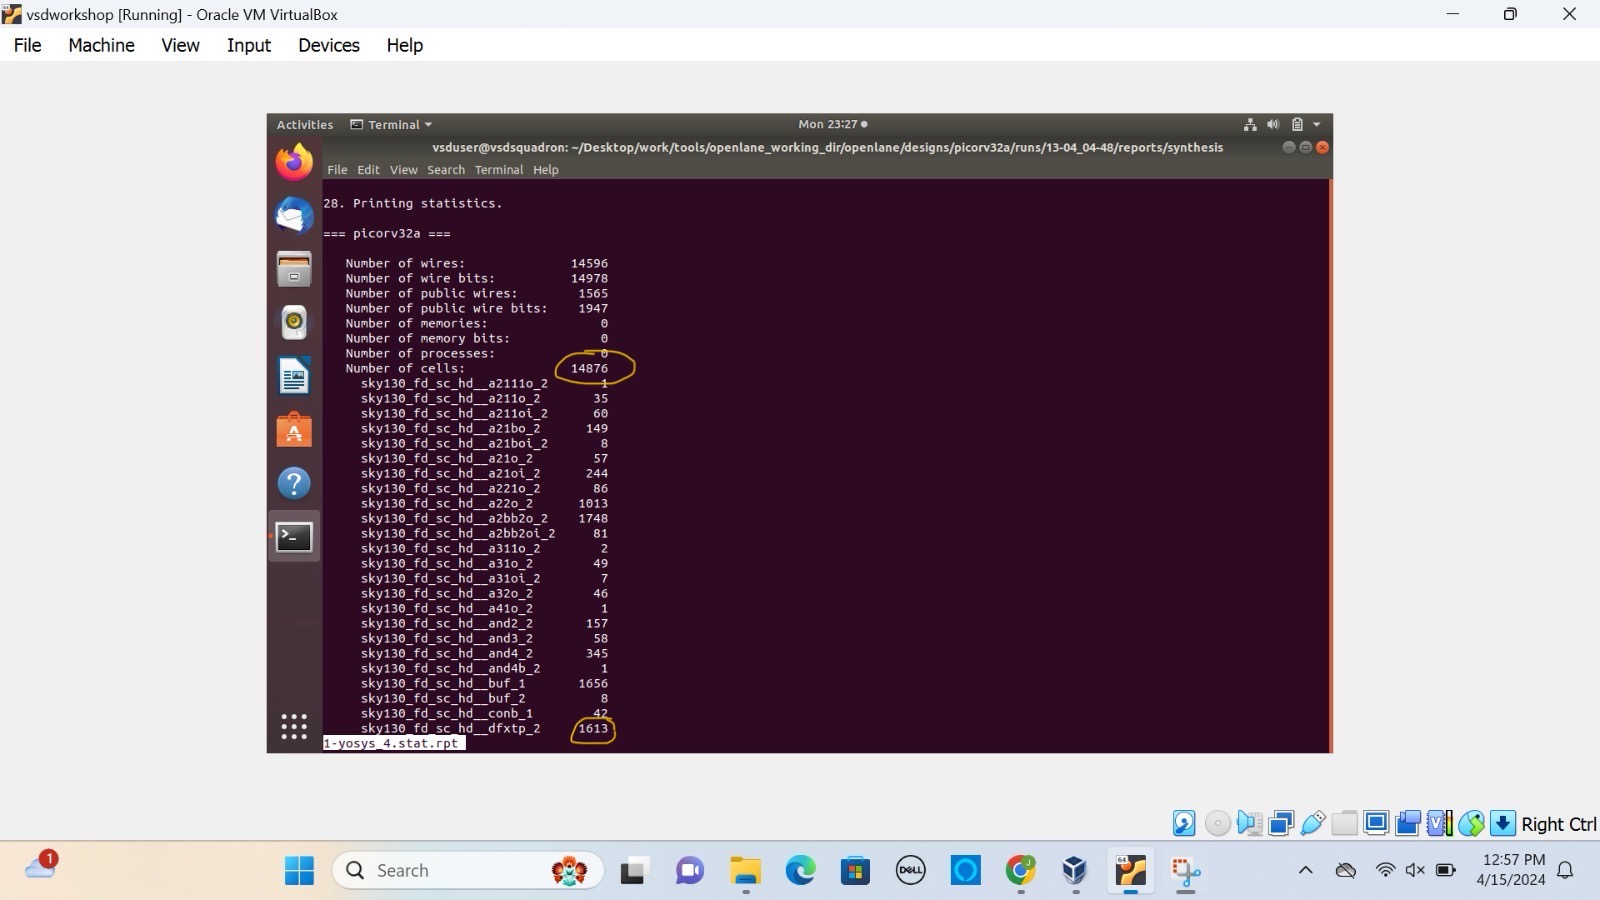 vsdworkshop [Running] - Oracle VM VirtualBox
File Machine View Input Devices Help
Activities Terminal Mon 23:27
vsduser@vsdsquadron: ~/Desktop/work/tools/openlane_working_dir/openlane/designs/picorv32a/runs/13-04_04-48/reports/synthesis
File Edit View Search Terminal Help
28. Printing statistics.
=== picorv32a ===
Number of wires: 14596
Number of wire bits: 14978
Number of public wires: 1565
Number of public wire bits: 1947
Number of memories: 0
Number of memory bits: 0
Number of processes: 0
Number of cells: 14876
sky130_fd_sc_hd__a2111o_2 1
sky130_fd_sc_hd__a211o_2 35
sky130_fd_sc_hd__a211oi_2 60
sky130_fd_sc_hd__a21bo_2 149
sky130_fd_sc_hd__a21boi_2 8
sky130_fd_sc_hd__a21o_2 57
sky130_fd_sc_hd__a21oi_2 244
sky130_fd_sc_hd__a221o_2 86
sky130_fd_sc_hd__a22o_2 1013
sky130_fd_sc_hd__a2bb2o_2 1748
sky130_fd_sc_hd__a2bb2oi_2 81
sky130_fd_sc_hd__a311o_2 2
sky130_fd_sc_hd__a31o_2 49
sky130_fd_sc_hd__a31oi_2 7
sky130_fd_sc_hd__a32o_2 46
sky130_fd_sc_hd__a41o_2 1
sky130_fd_sc_hd__and2_2 157
sky130_fd_sc_hd__and3_2 58
sky130_fd_sc_hd__and4_2 345
sky130_fd_sc_hd__and4b_2 1
sky130_fd_sc_hd__buf_1 1656
sky130_fd_sc_hd__buf_2 8
sky130_fd_sc_hd__conb_1 42
sky130_fd_sc_hd__dfxtp_2 1613
1-yosys_4.stat.rpt
Right Ctrl
1
Search
DELL
64
12:57 PM
4/15/2024